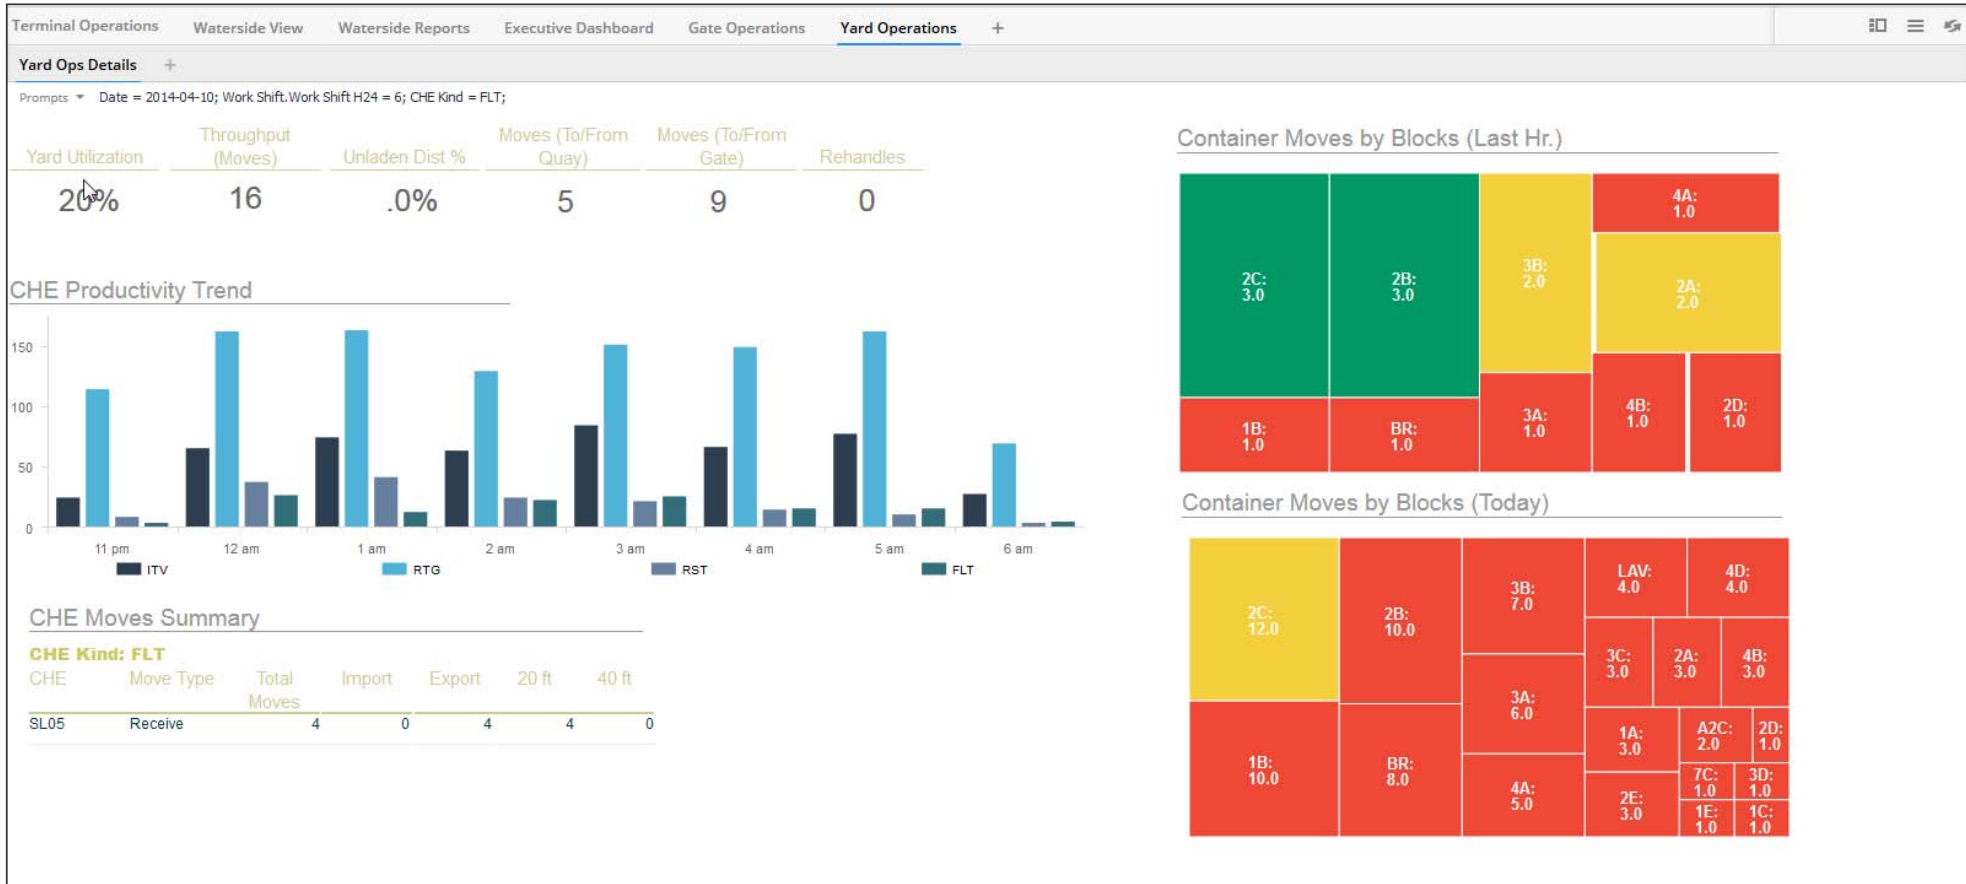 Terminal Operations Waterside View Waterside Reports Executive Dashboard Gate Operations Yard Operations +
Yard Ops Details +
Prompts Date = 2014-04-10; Work Shift.Work Shift H24 = 6; CHE Kind = FLT;
Yard Utilization
20%
Throughput
(Moves)
16
Unladen Dist %
.0%
Moves (To/From
Quay)
5
Moves (To/From
Gate)
9
Rehandles
0
CHE Productivity Trend
150
100
50
0
11 pm 12 am 1 am 2 am 3 am 4 am 5 am 6 am
ITV RTG RST FLT
CHE Moves Summary
CHE Kind: FLT
CHE Move Type Total Moves Import Export 20 ft 40 ft
SL05 Receive 4 0 4 4 0
Container Moves by Blocks (Last Hr.)
2C:
3.0
2B:
3.0
3B:
2.0
4A:
1.0
2A:
2.0
1B:
1.0
BR:
1.0
3A:
1.0
4B:
1.0
2D:
1.0
Container Moves by Blocks (Today)
2C:
12.0
2B:
10.0
3B:
7.0
LAV:
4.0
4D:
4.0
3C:
3.0
2A:
3.0
4B:
3.0
3A:
6.0
1B:
10.0
BR:
8.0
4A:
5.0
1A:
3.0
A2C:
2.0
2D:
1.0
2E:
3.0
7C:
1.0
3D:
1.0
1E:
1.0
1C:
1.0